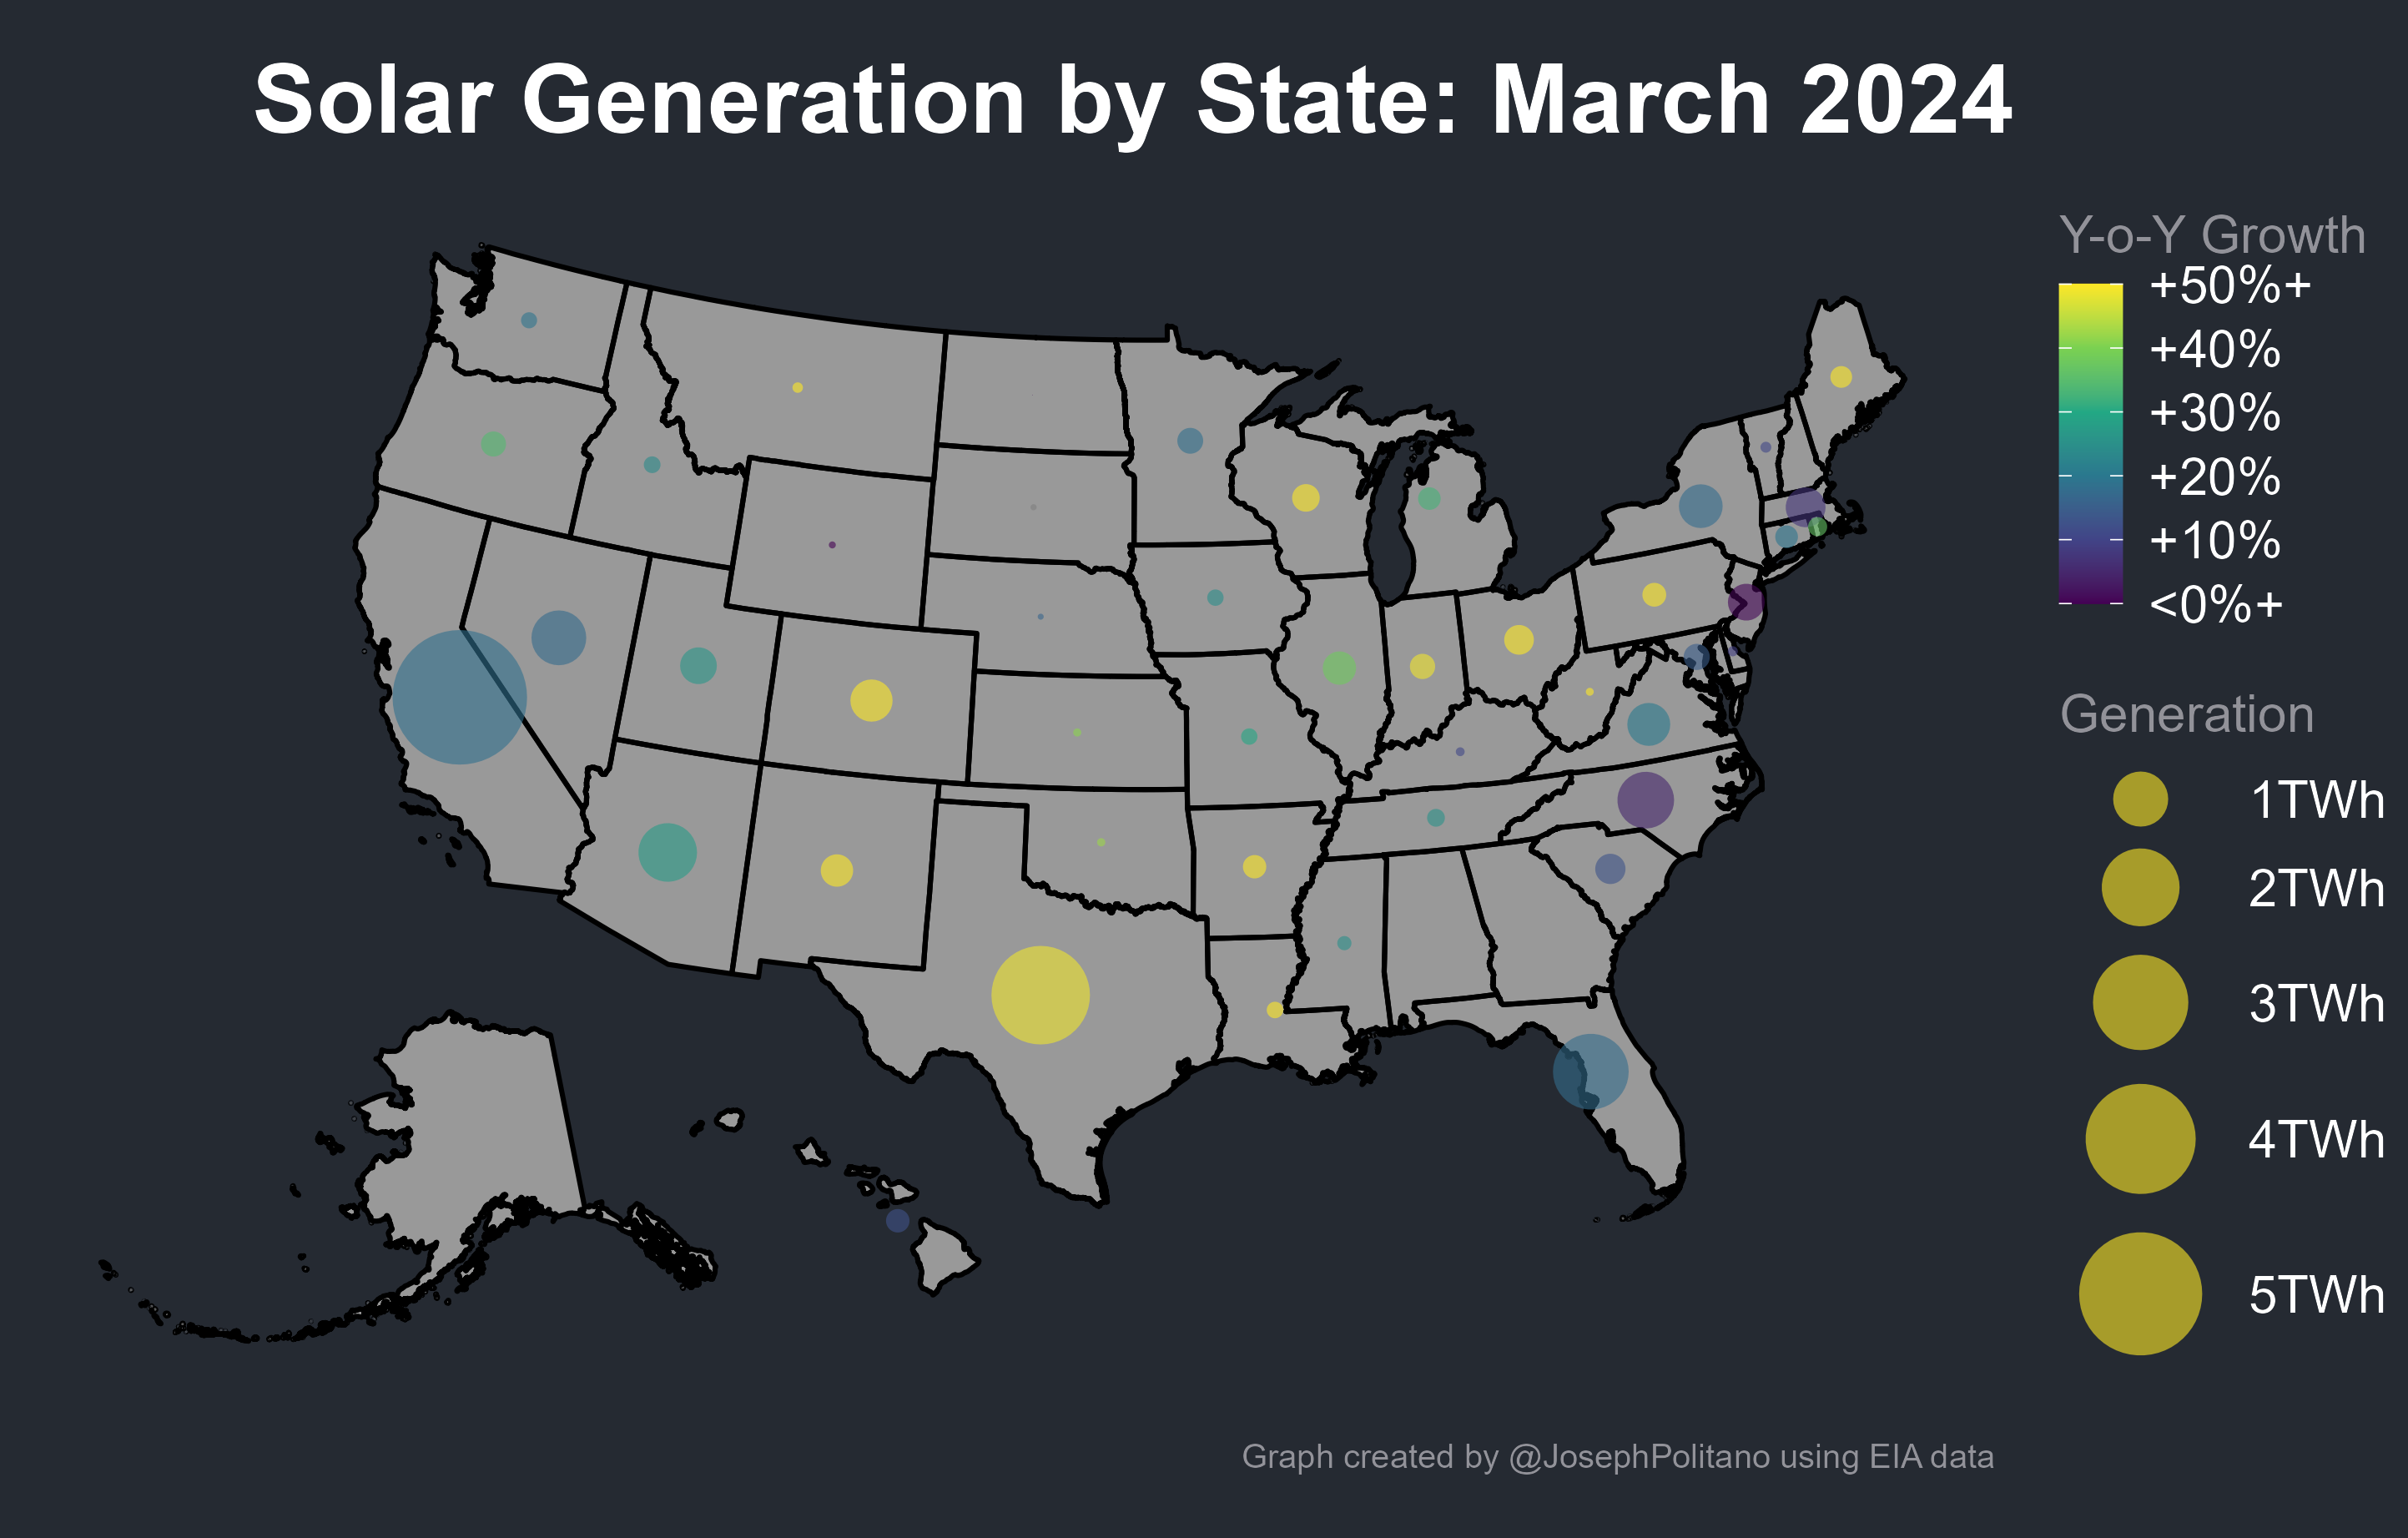 Solar Generation by State: March 2024
Y-o-Y Growth
+50%+
+40%
+30%
+20%
+10%
<0%+
Generation
1TWh
2TWh
3TWh
4TWh
5TWh
Graph created by @JosephPolitano using EIA data